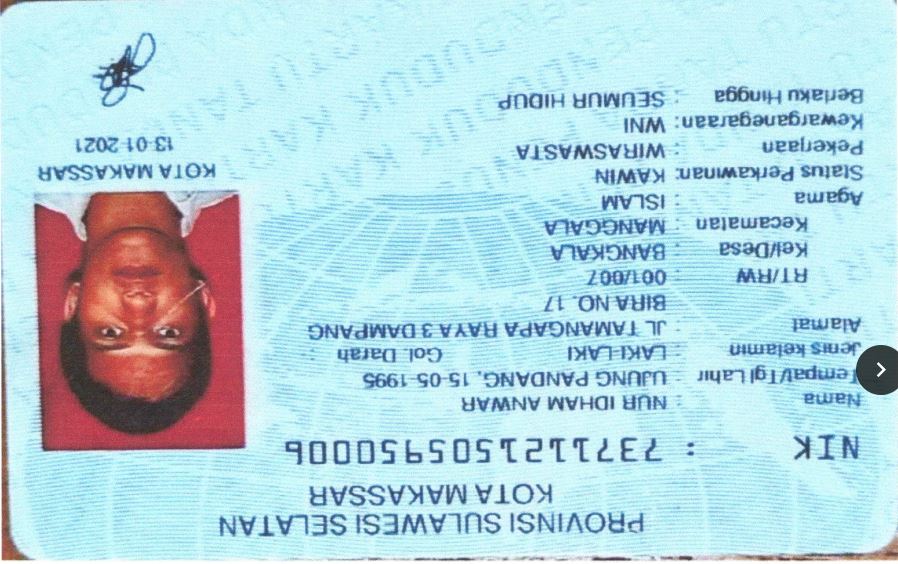 PROVINSI SULAWESI SELATAN
KOTA MAKASSAR
NIK : 7371121505950006
Nama : NUR IDHAM ANWAR
Tempat/Tgl Lahir : UJUNG PANDANG, 15-05-1995
Jenis kelamin : LAKI-LAKI Gol Darah :
Alamat : JL TAMANGAPA RAYA 3 DAMPANG
BIRA NO. 17
RT/RW : 001/007
Kel/Desa : BANGKALA
Kecamatan : MANGGALA
Agama : ISLAM
Status Perkawinan: KAWIN
Pekerjaan : WIRASWASTA
Kewarganegaraan: WNI
Berlaku Hingga : SEUMUR HIDUP
KOTA MAKASSAR
13-01-2021